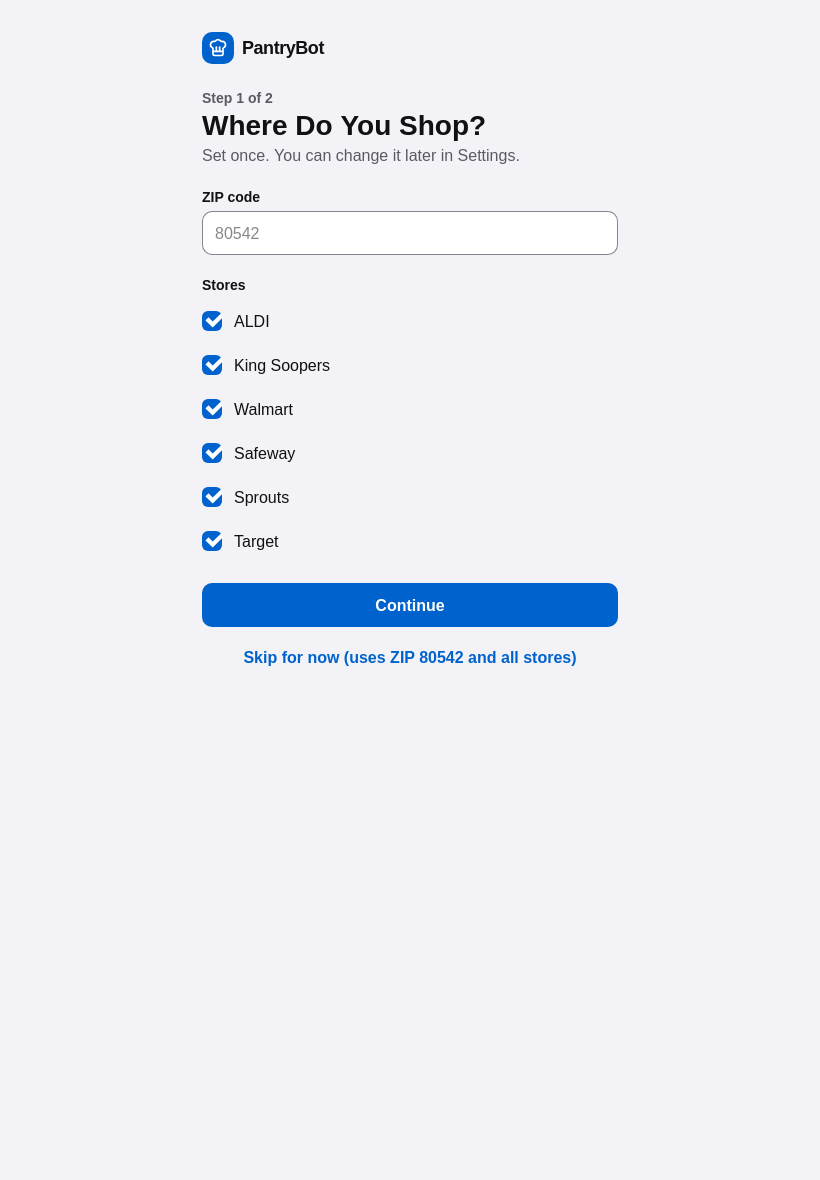 PantryBot
Step 1 of 2
Where Do You Shop?
Set once. You can change it later in Settings.
ZIP code
80542
Stores
ALDI
King Soopers
Walmart
Safeway
Sprouts
Target
Continue
Skip for now (uses ZIP 80542 and all stores)